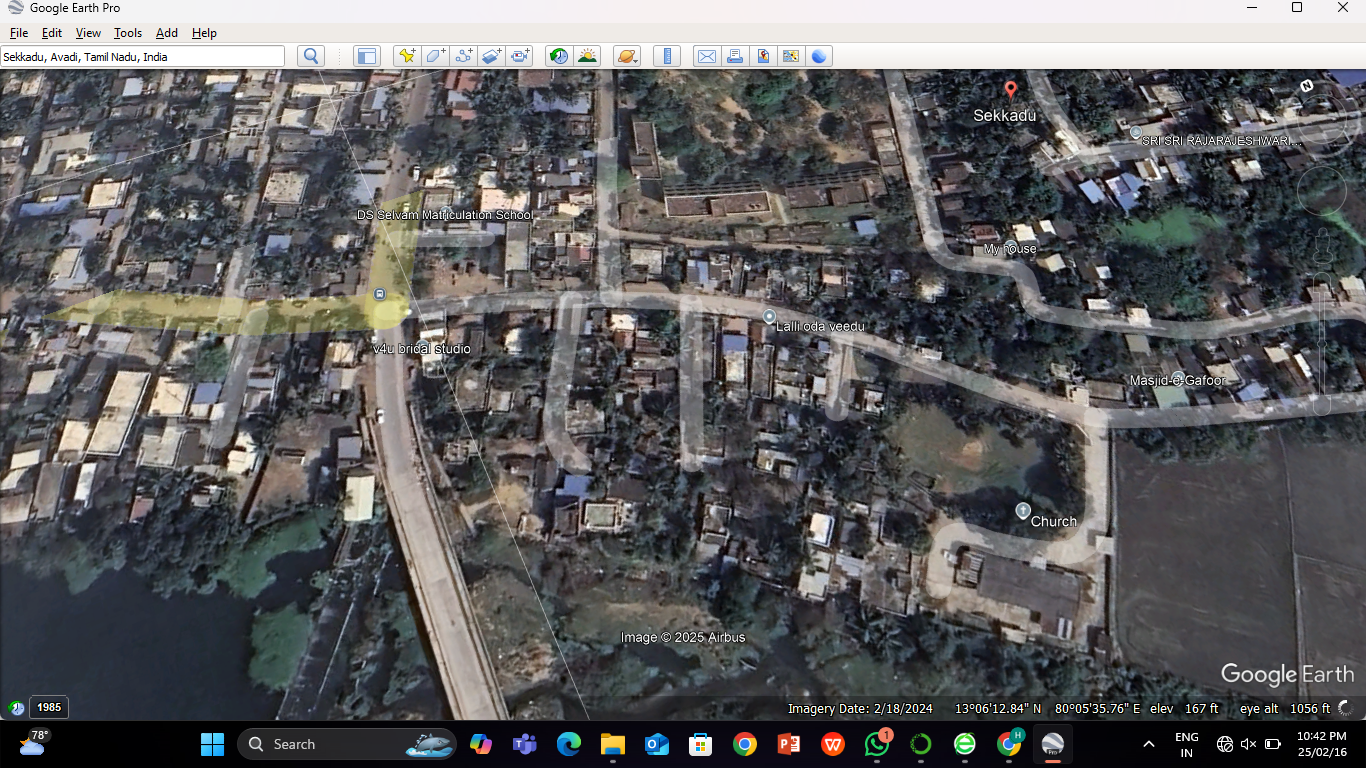 Google Earth Pro
File Edit View Tools Add Help
Sekkadu, Avadi, Tamil Nadu, India
N
Sekkadu
SRI SRI RAJARAJESHWARI...
DS Selvam Matriculation School
My house
Lalli oda veedu
v4u bridal studio
Masjid-e-Gafoor
Church
Image © 2025 Airbus
Google Earth
1985
Imagery Date: 2/18/2024 13°06'12.84" N 80°05'35.76" E elev 167 ft eye alt 1056 ft
78°
Search
1
H
Pro
ENG
IN
10:42 PM
25/02/16